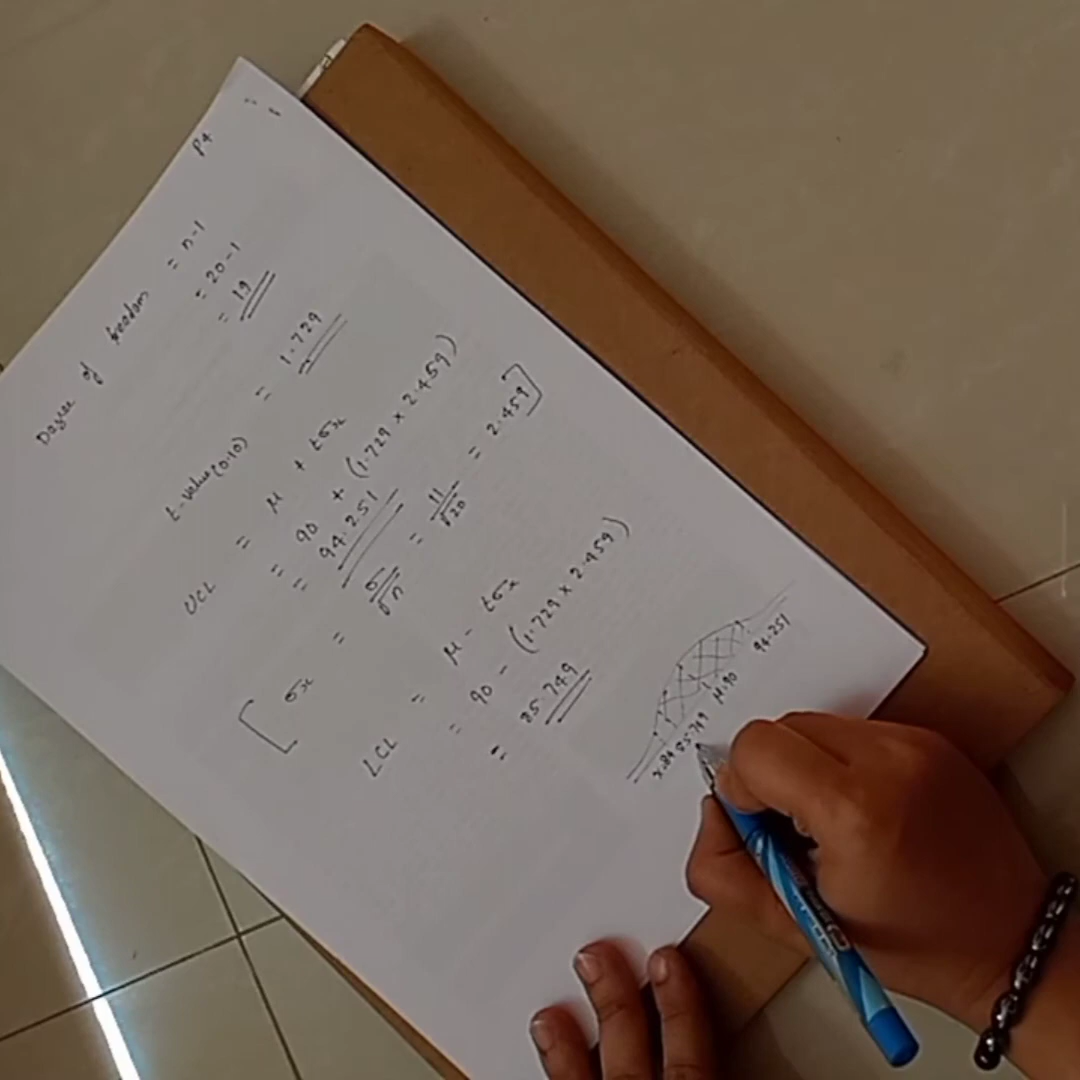 P4
Degree of freedom = n-1
= 20-1
= 19
t-value(0.10) = 1.729
UCL = μ + tσx
= 90 + (1.729 x 2.459)
= 94.251
[ σx = σ/√n = 11/√20 = 2.459 ]
LCL = μ - tσx
= 90 - (1.729 x 2.459)
= 85.749
x.84 85.749 μ.90 94.251